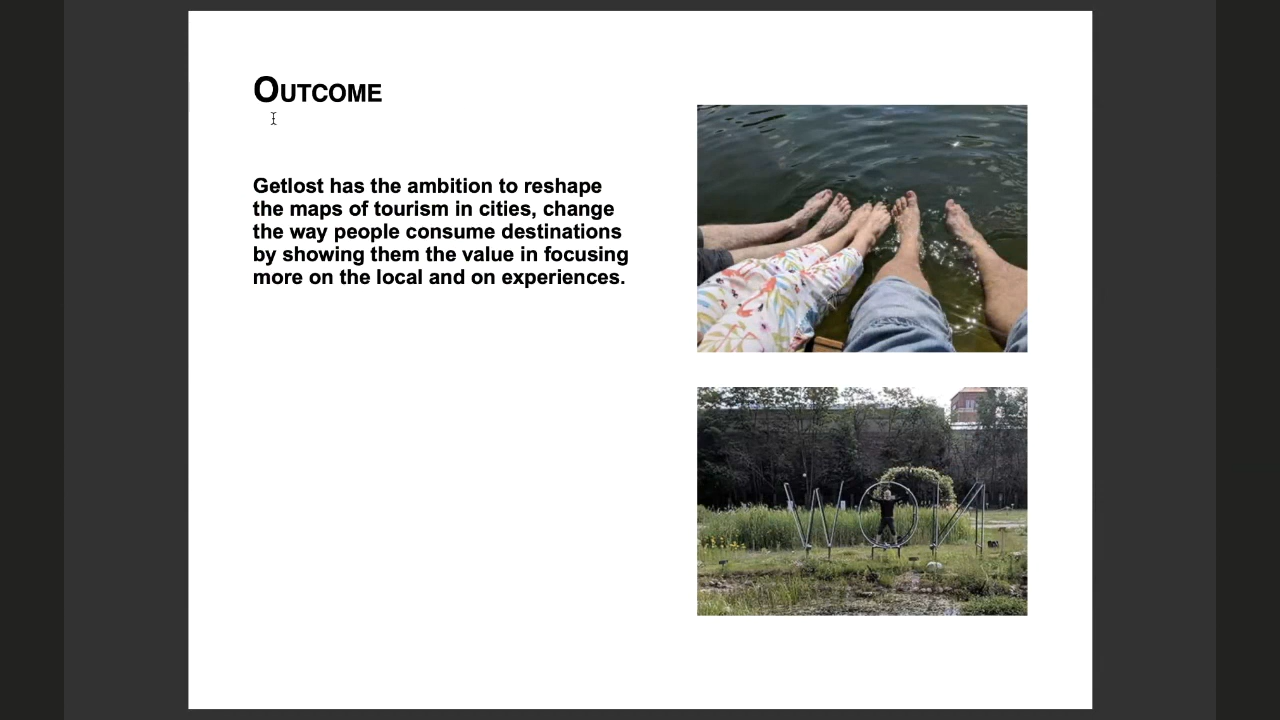 OUTCOME
Getlost has the ambition to reshape
the maps of tourism in cities, change
the way people consume destinations
by showing them the value in focusing
more on the local and on experiences.
WOM